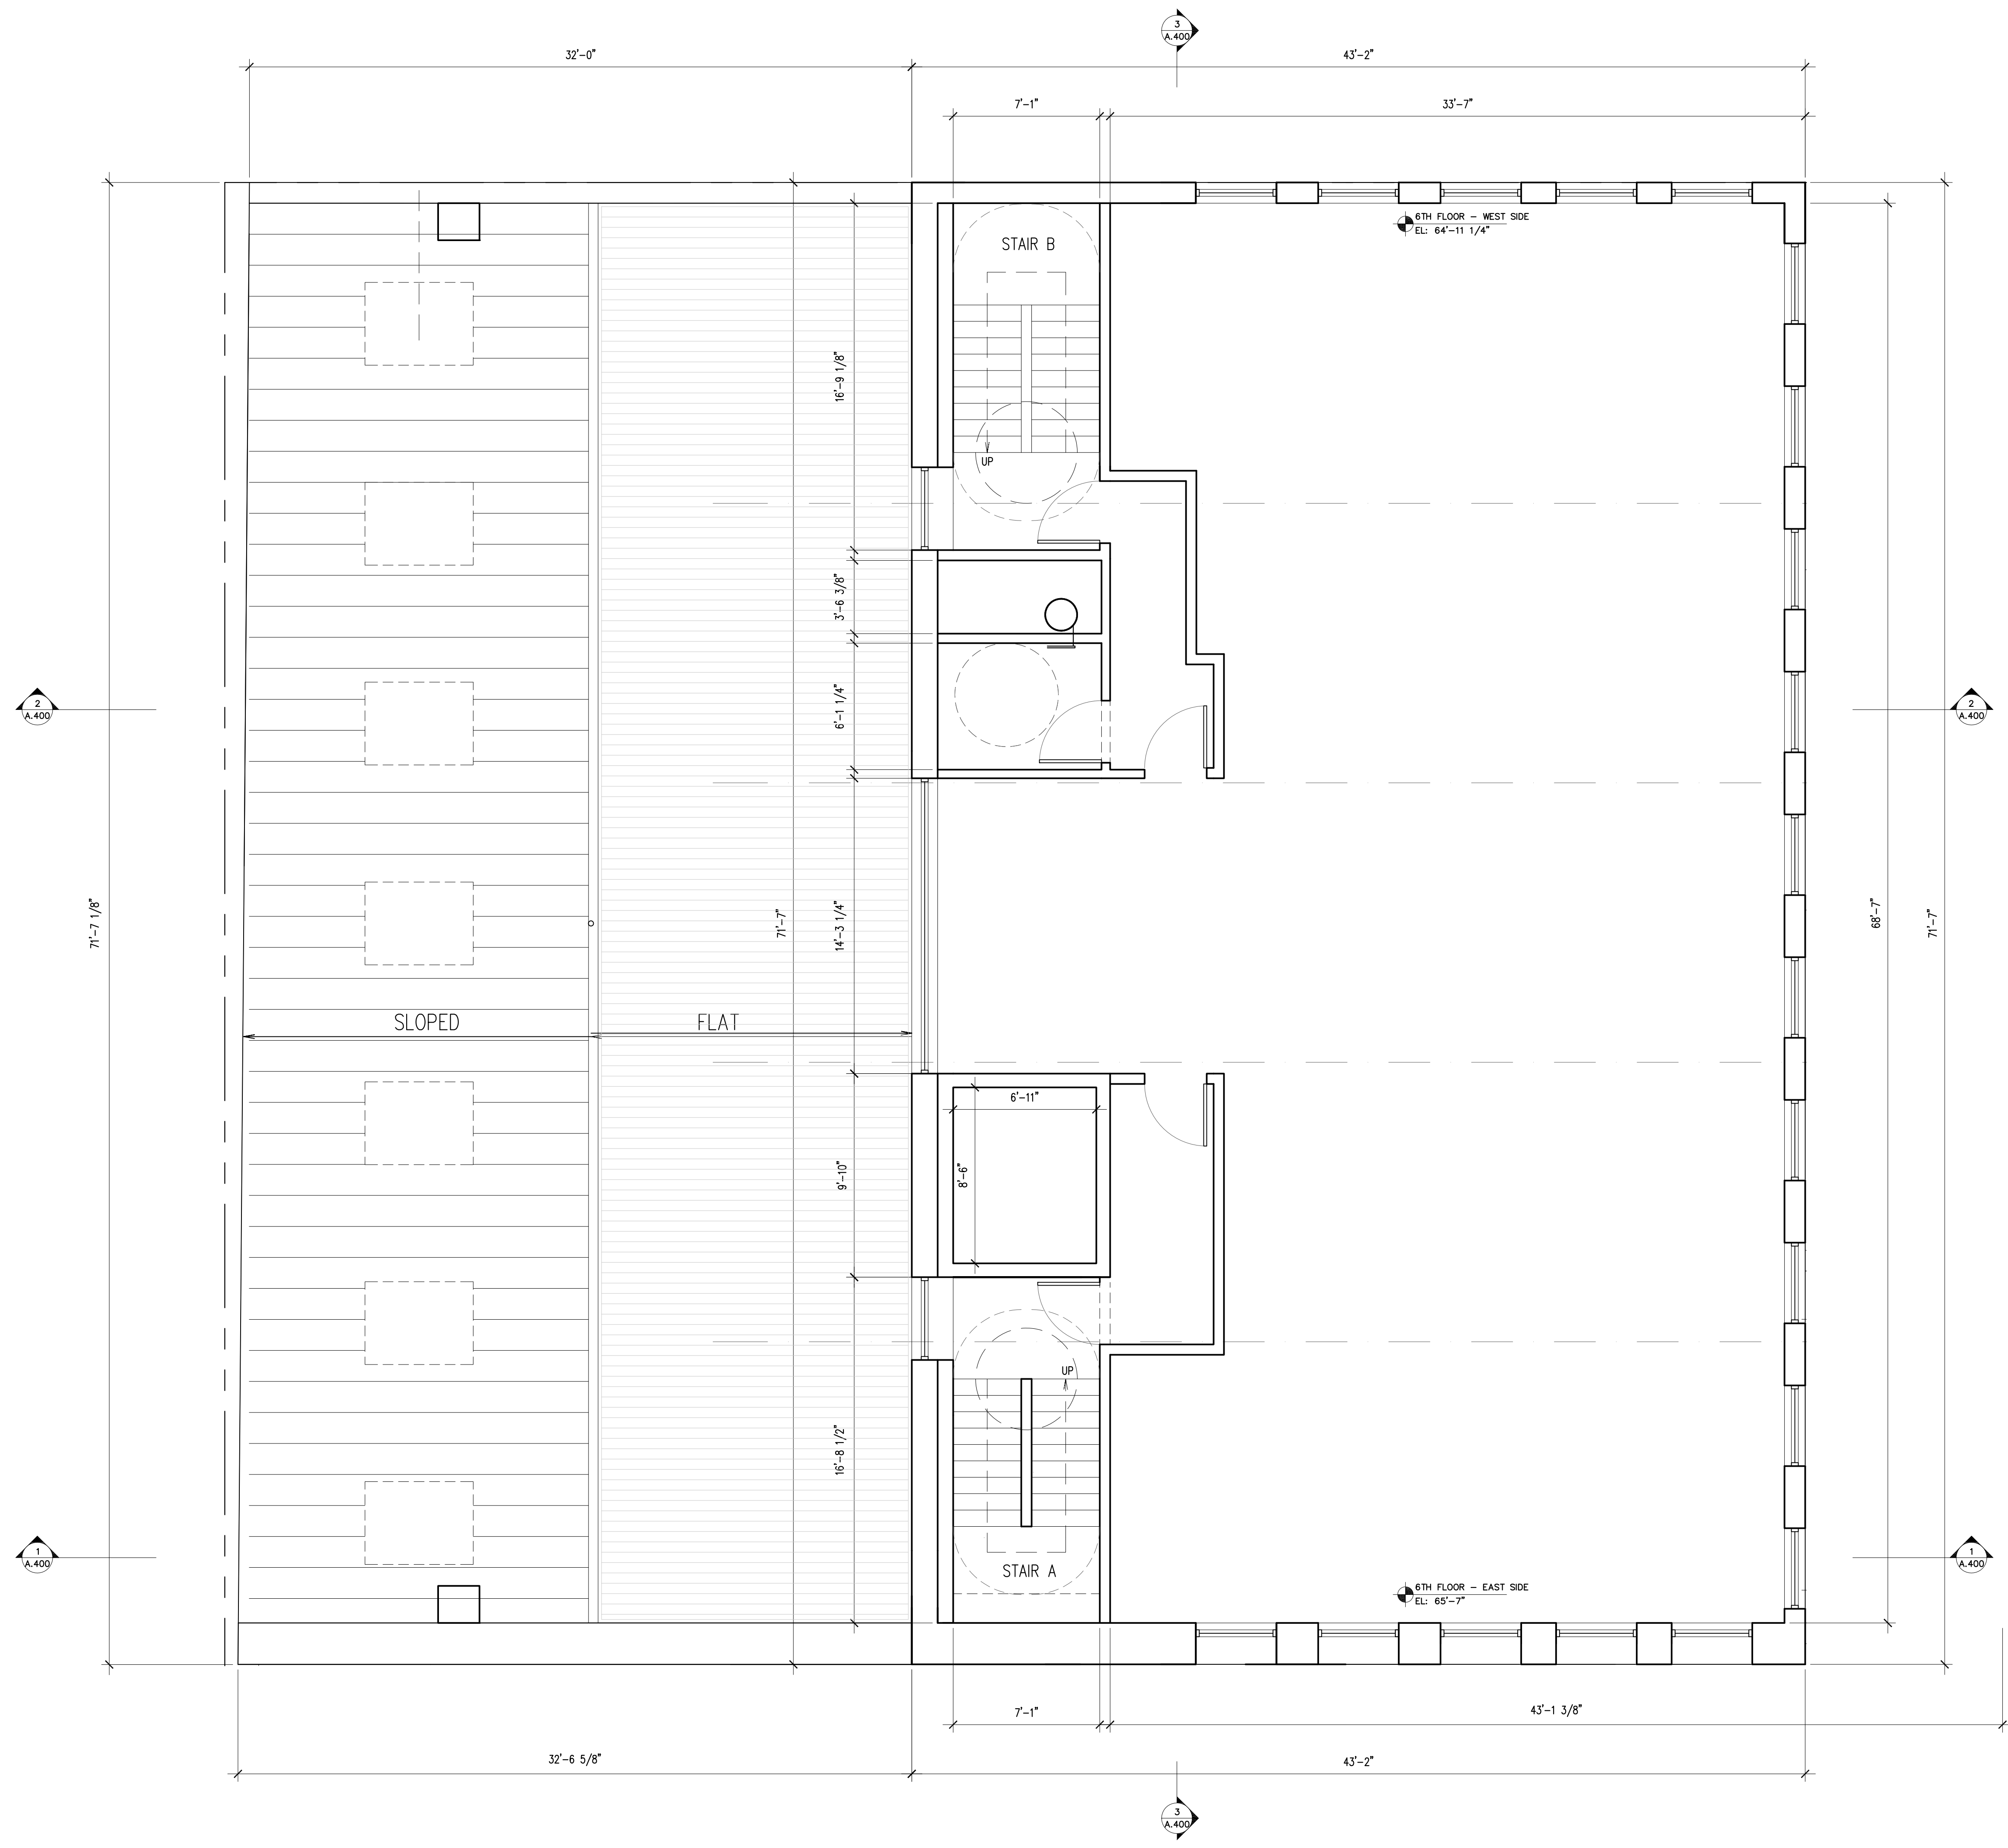 3
A.400
32'-0"
43'-2"
7'-1"
33'-7"
6TH FLOOR - WEST SIDE
EL: 64'-11 1/4"
STAIR B
16'-9 1/8"
UP
3'-6 3/8"
6'-1 1/4"
2
A.400
2
A.400
71'-7 1/8"
71'-7"
14'-3 1/4"
68'-7"
71'-7"
SLOPED
FLAT
6'-11"
9'-10"
8'-6"
UP
16'-8 1/2"
1
A.400
1
A.400
STAIR A
6TH FLOOR - EAST SIDE
EL: 65'-7"
7'-1"
43'-1 3/8"
32'-6 5/8"
43'-2"
3
A.400